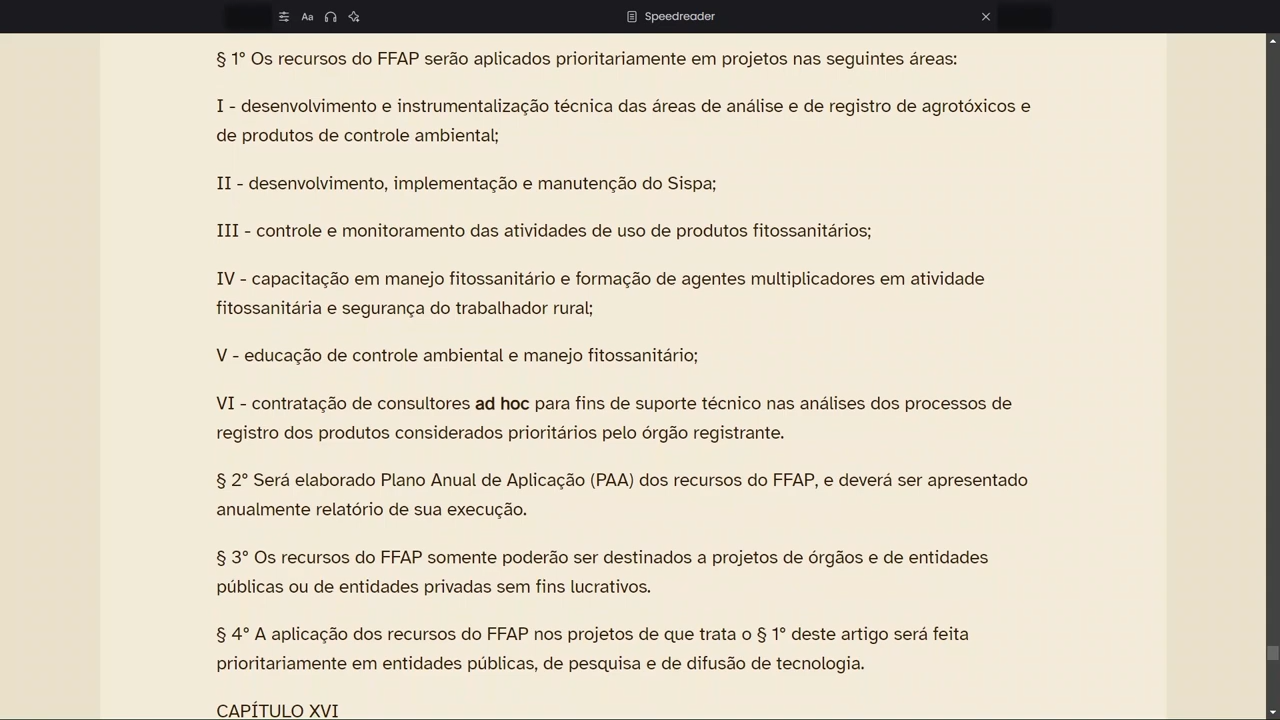 Aa
Speedreader
§ 1º Os recursos do FFAP serão aplicados prioritariamente em projetos nas seguintes áreas:
I - desenvolvimento e instrumentalização técnica das áreas de análise e de registro de agrotóxicos e
de produtos de controle ambiental;
II - desenvolvimento, implementação e manutenção do Sispa;
III - controle e monitoramento das atividades de uso de produtos fitossanitários;
IV - capacitação em manejo fitossanitário e formação de agentes multiplicadores em atividade
fitossanitária e segurança do trabalhador rural;
V - educação de controle ambiental e manejo fitossanitário;
VI - contratação de consultores ad hoc para fins de suporte técnico nas análises dos processos de
registro dos produtos considerados prioritários pelo órgão registrante.
§ 2º Será elaborado Plano Anual de Aplicação (PAA) dos recursos do FFAP, e deverá ser apresentado
anualmente relatório de sua execução.
§ 3º Os recursos do FFAP somente poderão ser destinados a projetos de órgãos e de entidades
públicas ou de entidades privadas sem fins lucrativos.
§ 4º A aplicação dos recursos do FFAP nos projetos de que trata o § 1º deste artigo será feita
prioritariamente em entidades públicas, de pesquisa e de difusão de tecnologia.
CAPÍTULO XVI